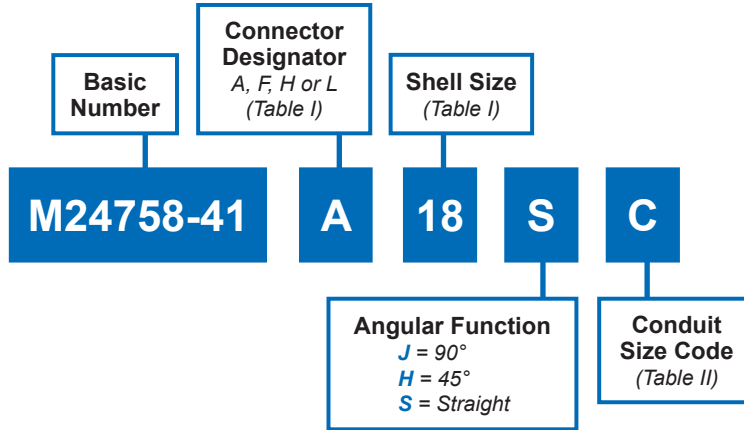 Connector
Designator
A, F, H or L
(Table I)
Basic
Number
Shell Size
(Table I)
M24758-41
A
18
S
C
Angular Function
J = 90°
H = 45°
S = Straight
Conduit
Size Code
(Table II)